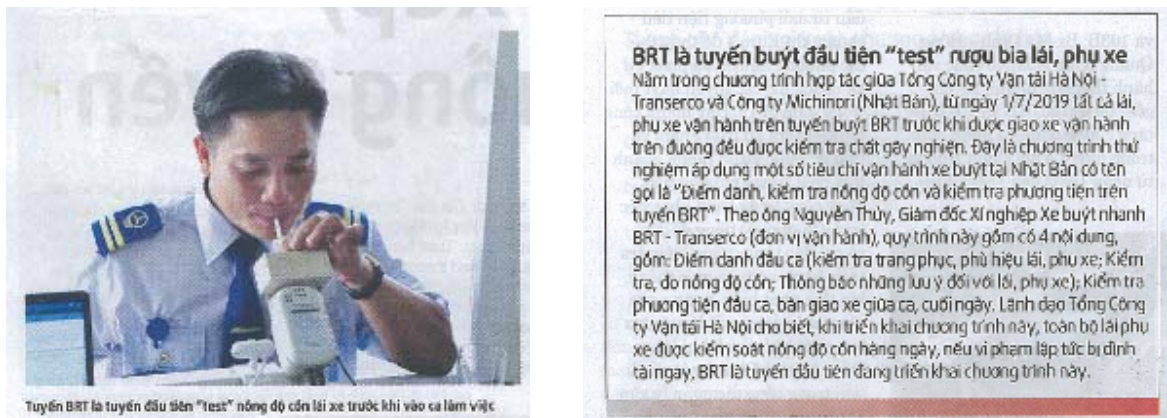 Tuyến BRT là tuyến đầu tiên “test” nồng độ cồn lái xe trước khi vào ca làm việc
BRT là tuyến buýt đầu tiên “test” rượu bia lái, phụ xe
Nằm trong chương trình hợp tác giữa Tổng Công ty Vận tải Hà Nội -
Transerco và Công ty Michinori (Nhật Bản), từ ngày 1/7/2019 tất cả lái,
phụ xe vận hành trên tuyến buýt BRT trước khi được giao xe vận hành
trên đường đều được kiểm tra chất gây nghiện. Đây là chương trình thử
nghiệm áp dụng một số tiêu chí vận hành xe buýt tại Nhật Bản có tên
gọi là “Điểm danh, kiểm tra nồng độ cồn và kiểm tra phương tiện trên
tuyến BRT”. Theo ông Nguyễn Thủy, Giám đốc Xí nghiệp Xe buýt nhanh
BRT - Transerco (đơn vị vận hành), quy trình này gồm có 4 nội dung,
gồm: Điểm danh đầu ca (kiểm tra trang phục, phù hiệu lái, phụ xe; Kiểm
tra, đo nồng độ cồn; Thông báo những lưu ý đối với lái, phụ xe); Kiểm tra
phương tiện đầu ca, bàn giao xe giữa ca, cuối ngày. Lãnh đạo Tổng Công
ty Vận tải Hà Nội cho biết, khi triển khai chương trình này, toàn bộ lái phụ
xe được kiểm soát nồng độ cồn hàng ngày, nếu vi phạm lập tức bị đình
tài ngay. BRT là tuyến đầu tiên đang triển khai chương trình này.